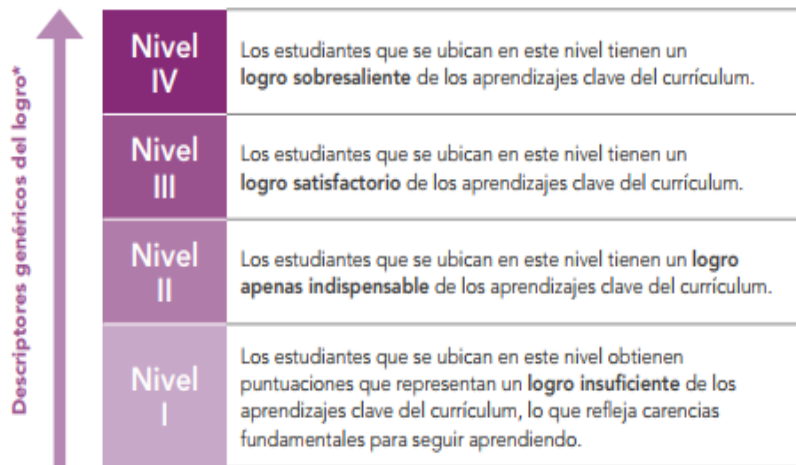 Descriptores genéricos del logro*
Nivel
IV
Los estudiantes que se ubican en este nivel tienen un
logro sobresaliente de los aprendizajes clave del currículum.
Nivel
III
Los estudiantes que se ubican en este nivel tienen un
logro satisfactorio de los aprendizajes clave del currículum.
Nivel
II
Los estudiantes que se ubican en este nivel tienen un logro
apenas indispensable de los aprendizajes clave del currículum.
Nivel
I
Los estudiantes que se ubican en este nivel obtienen
puntuaciones que representan un logro insuficiente de los
aprendizajes clave del currículum, lo que refleja carencias
fundamentales para seguir aprendiendo.